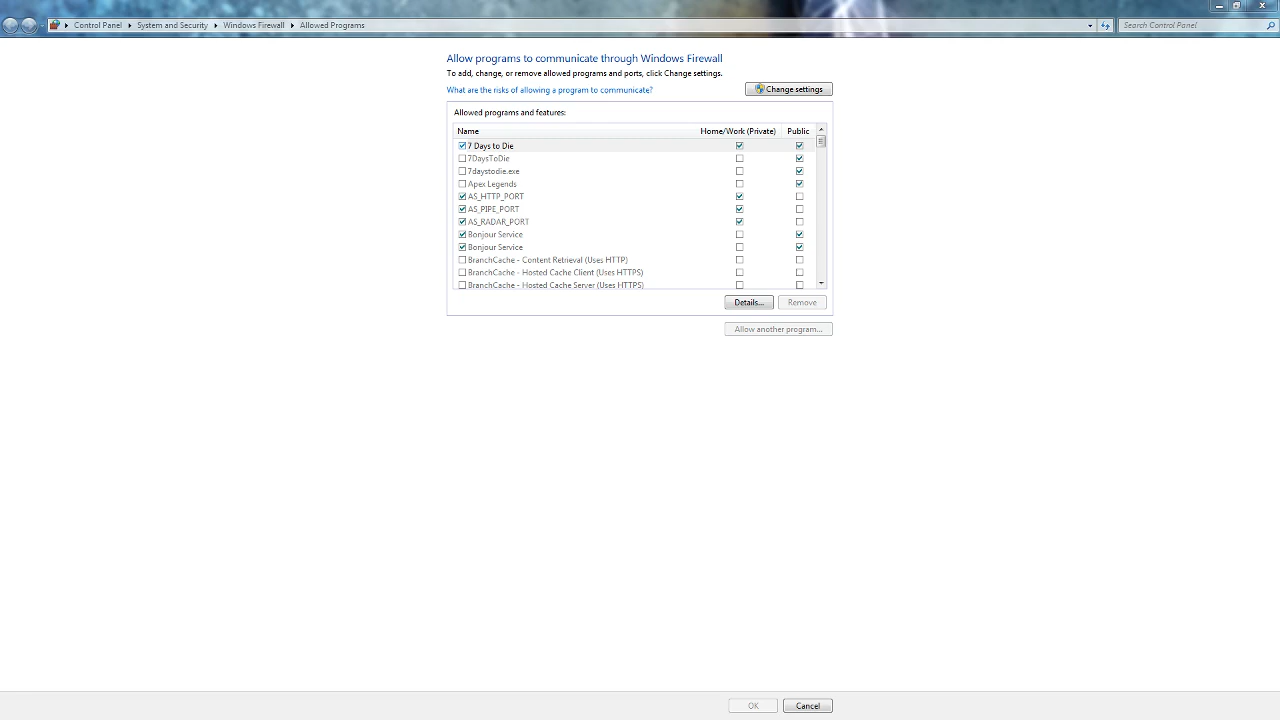 Control Panel System and Security Windows Firewall Allowed Programs Search Control Panel
Allow programs to communicate through Windows Firewall
To add, change, or remove allowed programs and ports, click Change settings.
What are the risks of allowing a program to communicate? Change settings
Allowed programs and features:
Name Home/Work (Private) Public
7 Days to Die
7DaysToDie
7daystodie.exe
Apex Legends
AS_HTTP_PORT
AS_PIPE_PORT
AS_RADAR_PORT
Bonjour Service
Bonjour Service
BranchCache - Content Retrieval (Uses HTTP)
BranchCache - Hosted Cache Client (Uses HTTPS)
BranchCache - Hosted Cache Server (Uses HTTPS)
Details... Remove
Allow another program...
OK Cancel